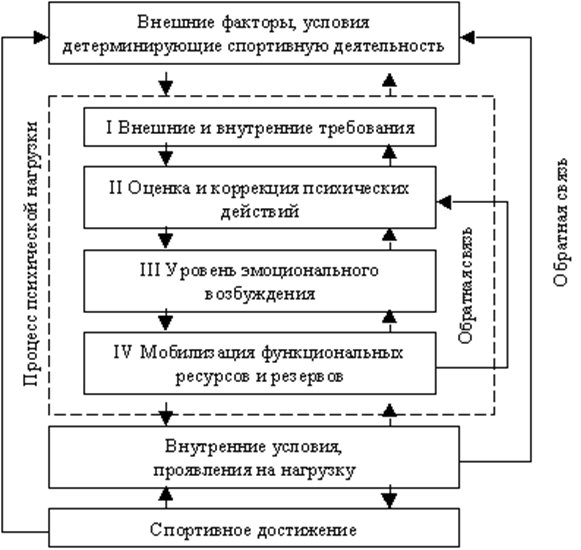 Внешние факторы, условия
детерминирующие спортивную деятельность
Процесс психической нагрузки
I Внешние и внутренние требования
II Оценка и коррекция психических
действий
III Уровень эмоционального
возбуждения
IV Мобилизация функциональных
ресурсов и резервов
Обратная связь
Обратная связь
Внутренние условия,
проявления на нагрузку
Спортивное достижение